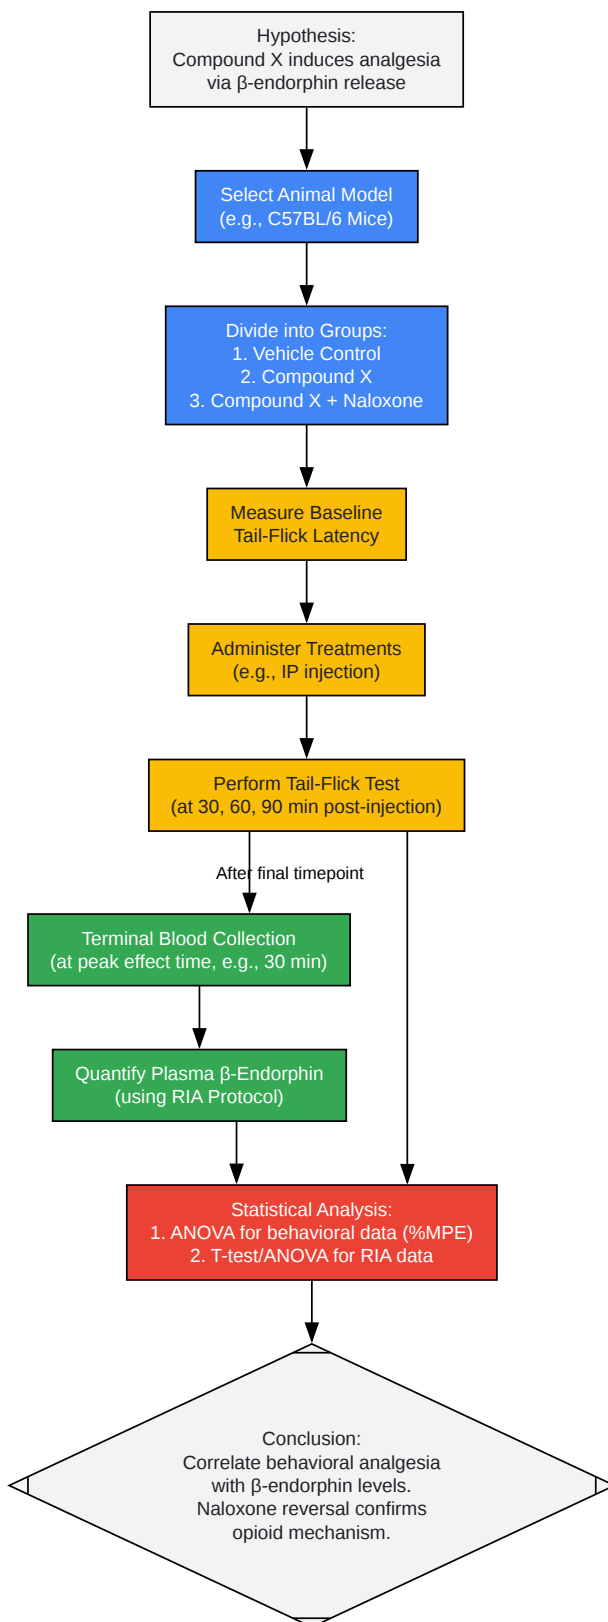 Hypothesis:
Compound X induces analgesia
via β-endorphin release
Select Animal Model
(e.g., C57BL/6 Mice)
Divide into Groups:
1. Vehicle Control
2. Compound X
3. Compound X + Naloxone
Measure Baseline
Tail-Flick Latency
Administer Treatments
(e.g., IP injection)
Perform Tail-Flick Test
(at 30, 60, 90 min post-injection)
After final timepoint
Terminal Blood Collection
(at peak effect time, e.g., 30 min)
Quantify Plasma β-Endorphin
(using RIA Protocol)
Statistical Analysis:
1. ANOVA for behavioral data (%MPE)
2. T-test/ANOVA for RIA data
Conclusion:
Correlate behavioral analgesia
with β-endorphin levels.
Naloxone reversal confirms
opioid mechanism.